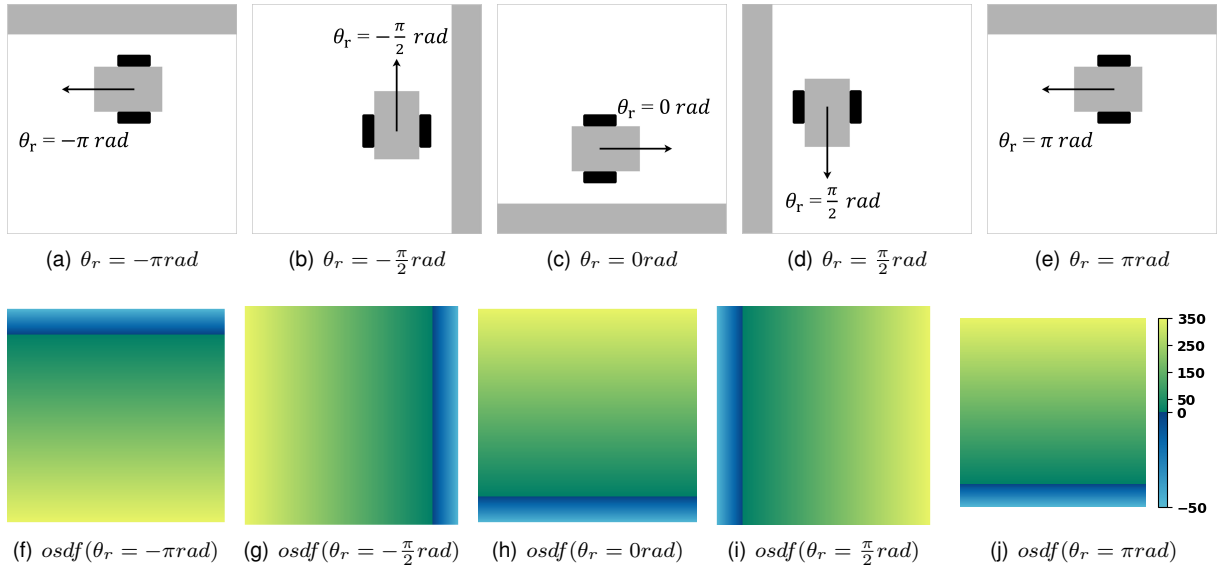 θr = −π rad
θr = −π/2 rad
θr = 0 rad
θr = π/2 rad
θr = π rad
(a) θr = −πrad
(b) θr = −π/2 rad
(c) θr = 0rad
(d) θr = π/2 rad
(e) θr = πrad
350
250
150
50
0
−50
(f) osdf(θr = −πrad)
(g) osdf(θr = −π/2 rad)
(h) osdf(θr = 0rad)
(i) osdf(θr = π/2 rad)
(j) osdf(θr = πrad)